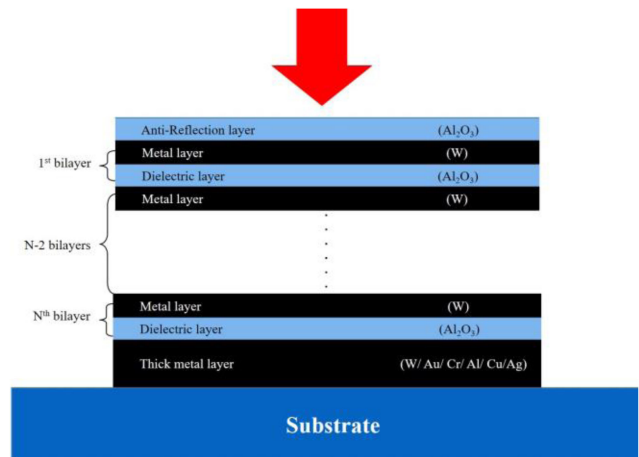 Anti-Reflection layer (Al₂O₃)
Metal layer (W)
1st bilayer
Dielectric layer (Al₂O₃)
Metal layer (W)
N-2 bilayers
Metal layer (W)
Nth bilayer
Dielectric layer (Al₂O₃)
Thick metal layer (W/ Au/ Cr/ Al/ Cu/Ag)
Substrate